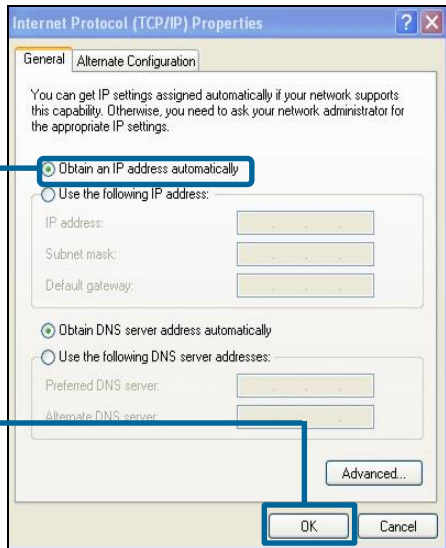 Internet Protocol (TCP/IP) Properties
General Alternate Configuration
You can get IP settings assigned automatically if your network supports
this capability. Otherwise, you need to ask your network administrator for
the appropriate IP settings.
Obtain an IP address automatically
Use the following IP address:
IP address:
Subnet mask:
Default gateway:
Obtain DNS server address automatically
Use the following DNS server addresses:
Preferred DNS server:
Alternate DNS server:
Advanced...
OK Cancel